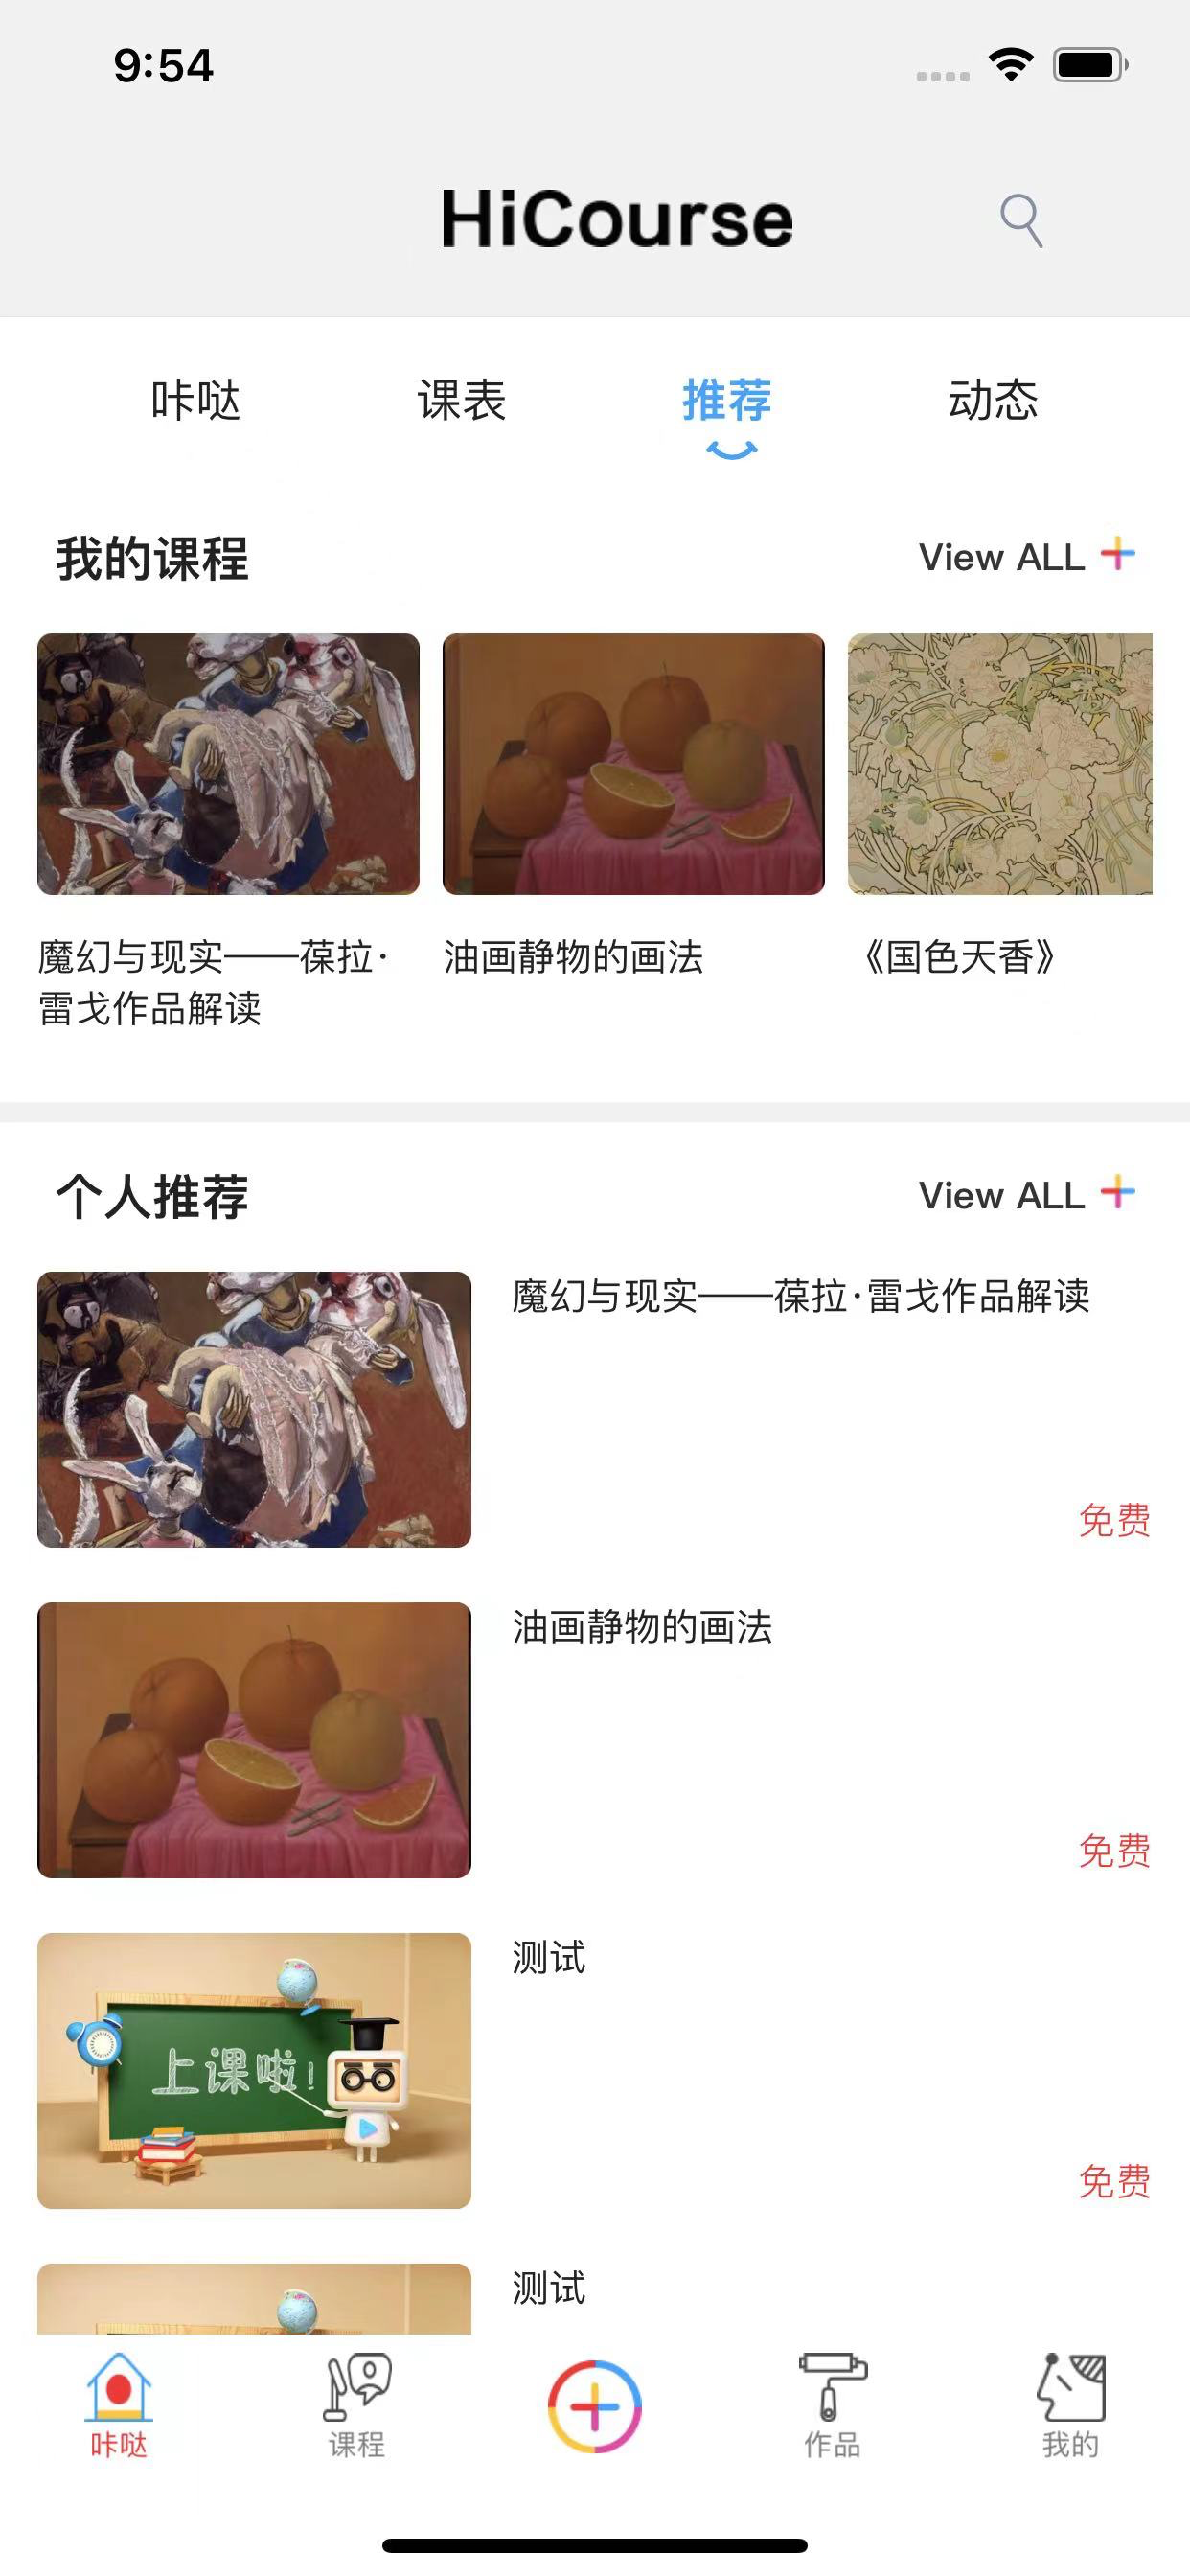 9:54
HiCourse
咔哒
课表
推荐
动态
我的课程
View ALL
魔幻与现实——葆拉·
雷戈作品解读
油画静物的画法
《国色天香》
个人推荐
View ALL
魔幻与现实——葆拉·雷戈作品解读
免费
油画静物的画法
免费
上课啦!
测试
免费
测试
咔哒
课程
作品
我的